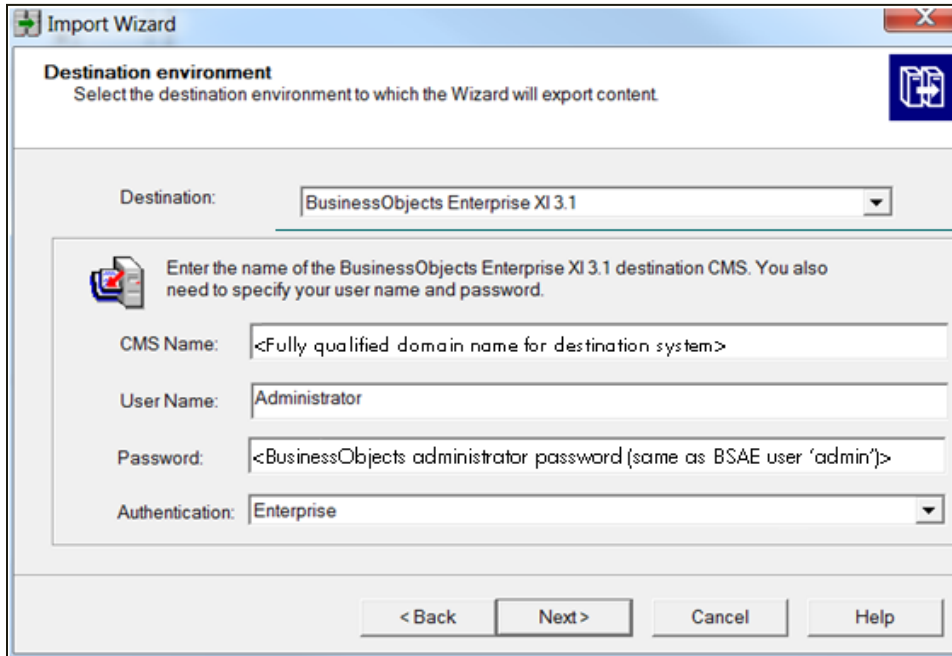 Import Wizard
Destination environment
Select the destination environment to which the Wizard will export content.
Destination:
BusinessObjects Enterprise XI 3.1
Enter the name of the BusinessObjects Enterprise XI 3.1 destination CMS. You also
need to specify your user name and password.
CMS Name:
<Fully qualified domain name for destination system>
User Name:
Administrator
Password:
<BusinessObjects administrator password (same as BSAE user 'admin')>
Authentication:
Enterprise
< Back
Next >
Cancel
Help